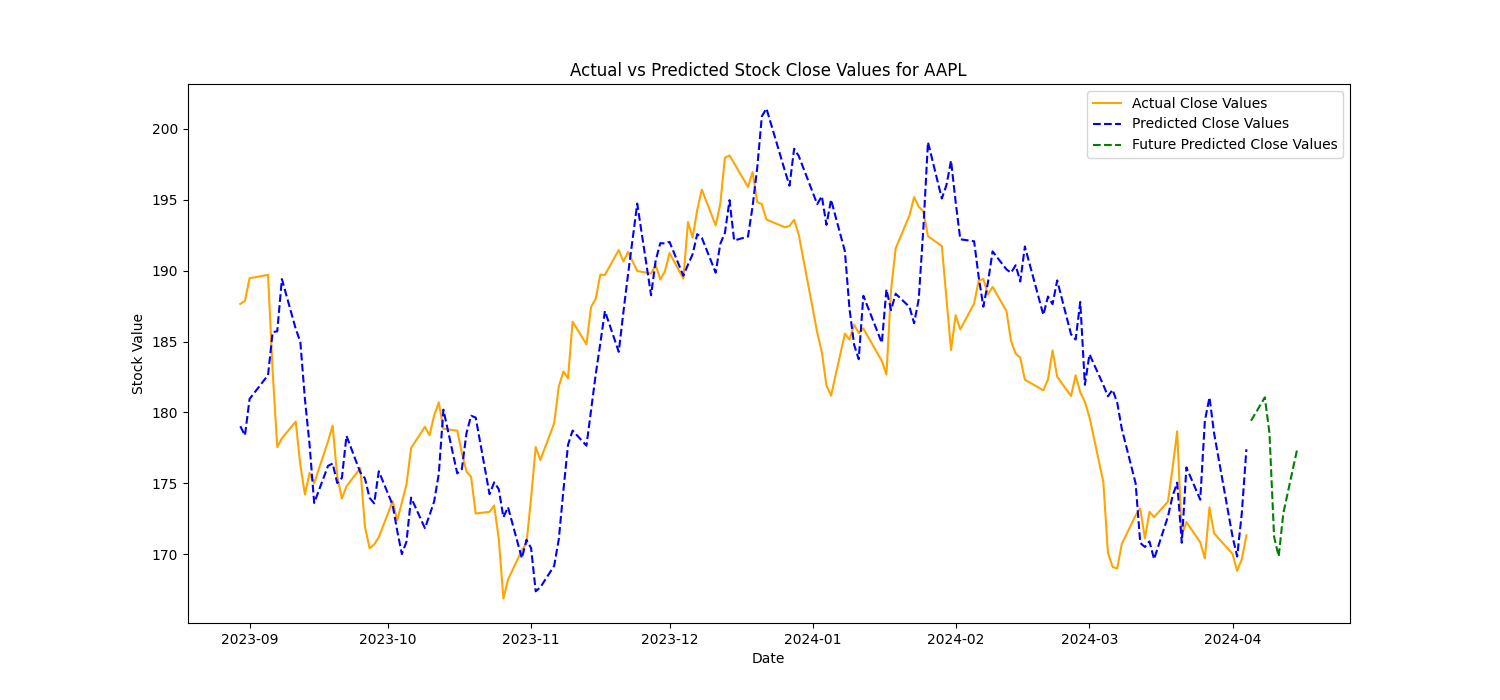 Actual vs Predicted Stock Close Values for AAPL
Actual Close Values
Predicted Close Values
Future Predicted Close Values
Stock Value
200
195
190
185
180
175
170
2023-09 2023-10 2023-11 2023-12 2024-01 2024-02 2024-03 2024-04
Date